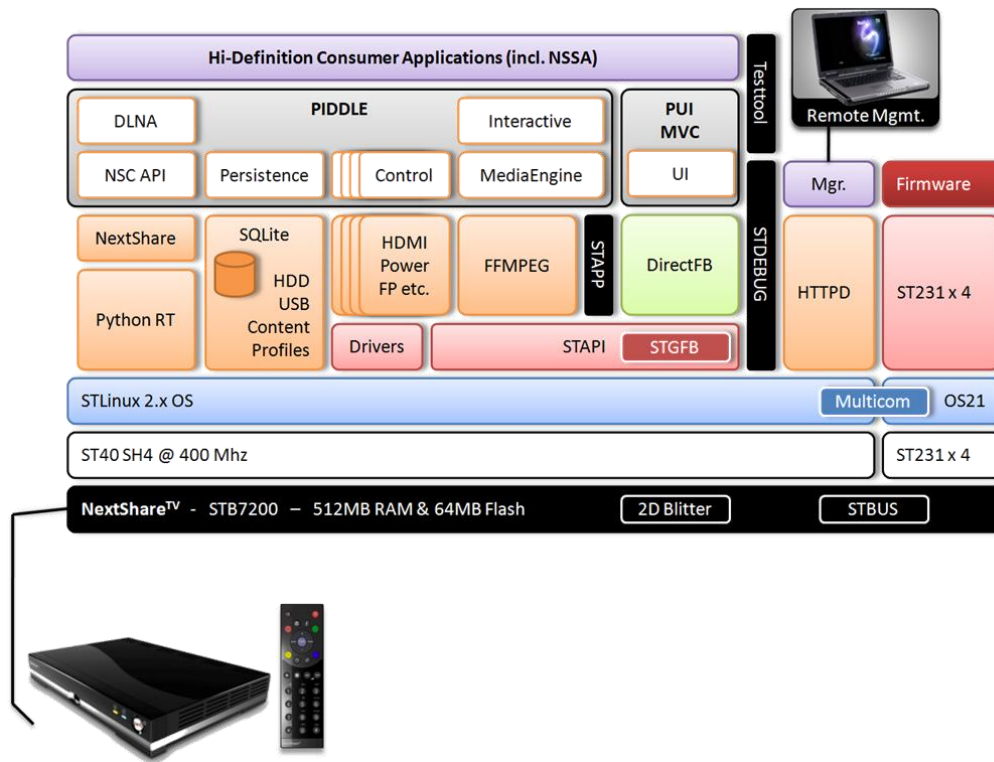 Hi-Definition Consumer Applications (incl. NSSA)
Testtool
Remote Mgmt.
DLNA
PIDDLE
Interactive
PUI
MVC
NSC API
Persistence
Control
MediaEngine
UI
Mgr.
Firmware
NextShare
SQLite
HDD
USB
Content
Profiles
HDMI
Power
FP etc.
FFMPEG
STAPP
DirectFB
STDEBUG
HTTPD
ST231 x 4
Python RT
Drivers
STAPI
STGFB
STLinux 2.x OS
Multicom
OS21
ST40 SH4 @ 400 Mhz
ST231 x 4
NextShareTV - STB7200 – 512MB RAM & 64MB Flash
2D Blitter
STBUS